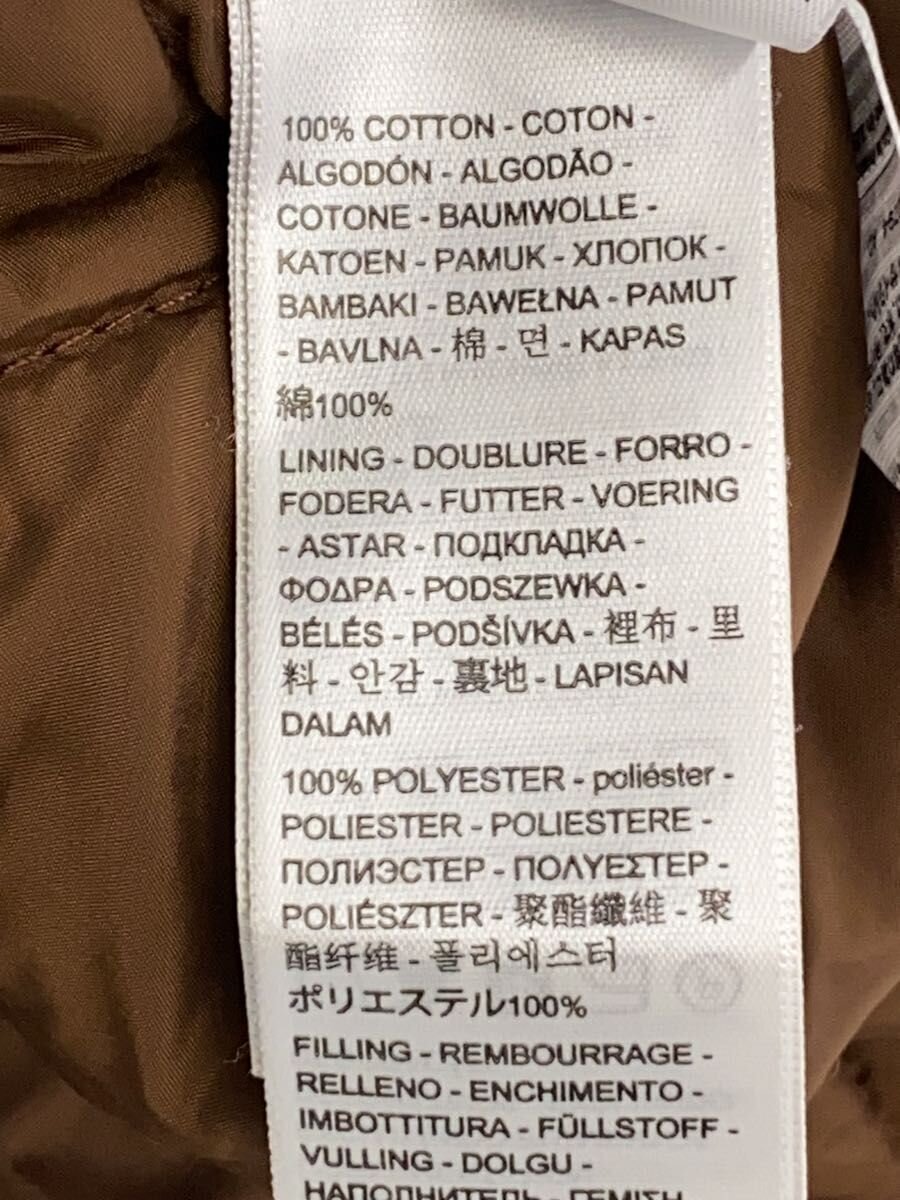 100% COTTON - COTON -
ALGODÓN - ALGODÃO -
COTONE - BAUMWOLLE -
KATOEN - PAMUK - ХЛОПОК -
BAMBAKI - BAWEŁNA - PAMUT
- BAVLNA - 棉 - 면 - KAPAS
綿100%
LINING - DOUBLURE - FORRO -
FODERA - FUTTER - VOERING
- ASTAR - ПОДКЛАДКА -
ΦΟΔΡΑ - PODSZEWKA -
BÉLÉS - PODŠÍVKA - 裡布 - 里
料 - 안감 - 裏地 - LAPISAN
DALAM
100% POLYESTER - poliéster -
POLIESTER - POLIESTERE -
ПОЛИЭСТЕР - ΠΟΛΥΕΣΤΕΡ -
POLIÉSZTER - 聚酯纖維 - 聚
酯纤维 - 폴리에스터
ポリエステル100%
FILLING - REMBOURRAGE -
RELLENO - ENCHIMENTO -
IMBOTTITURA - FÜLLSTOFF -
VULLING - DOLGU -
НАПОЛНИТЕЛЬ - ΓΕΜΙΣΗ